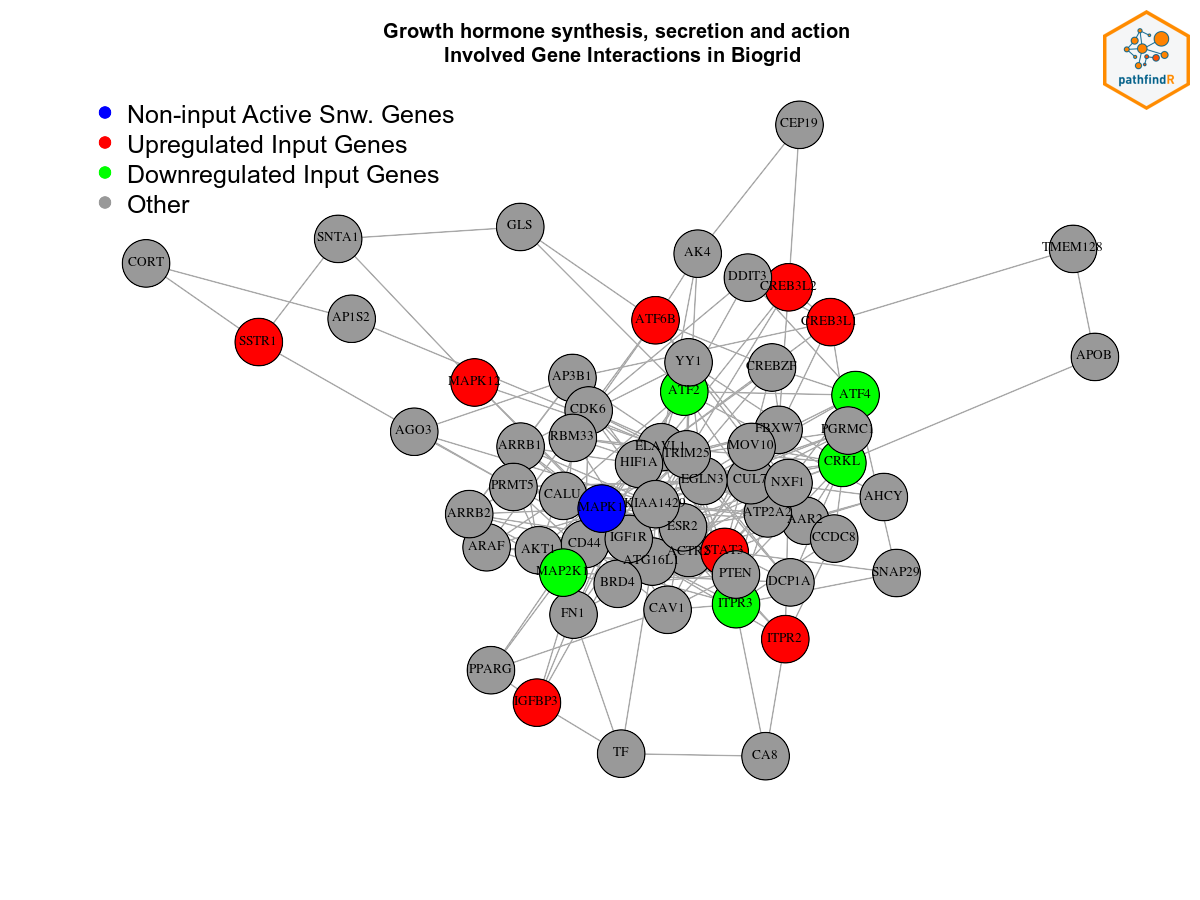 Growth hormone synthesis, secretion and action
Involved Gene Interactions in Biogrid
pathfindR
Non-input Active Snw. Genes
Upregulated Input Genes
Downregulated Input Genes
Other
CEP19
GLS
SNTA1
TMEM128
AK4
CORT
DDIT3
CREB3L2
AP1S2
ATF6B
CREB3L1
SSTR1
APOB
YY1
CREBZF
AP3B1
MAPK12
ATF2
ATF4
CDK6
AGO3
RBM33
FBXW7
PGRMC1
ARRB1
ELAVL1
MOV10
TRIM25
HIF1A
CRKL
EGLN3
CUL7
NXF1
PRMT5
CALU
AHCY
KIAA1429
MAPK1
ARRB2
ATP2A2
AAR2
ESR2
IGF1R
CCDC8
ARAF
AKT1
CD44
ACTR2
STAT3
ATG16L1
MAP2K1
PTEN
SNAP29
BRD4
DCP1A
ITPR3
FN1
CAV1
ITPR2
PPARG
IGFBP3
TF
CA8